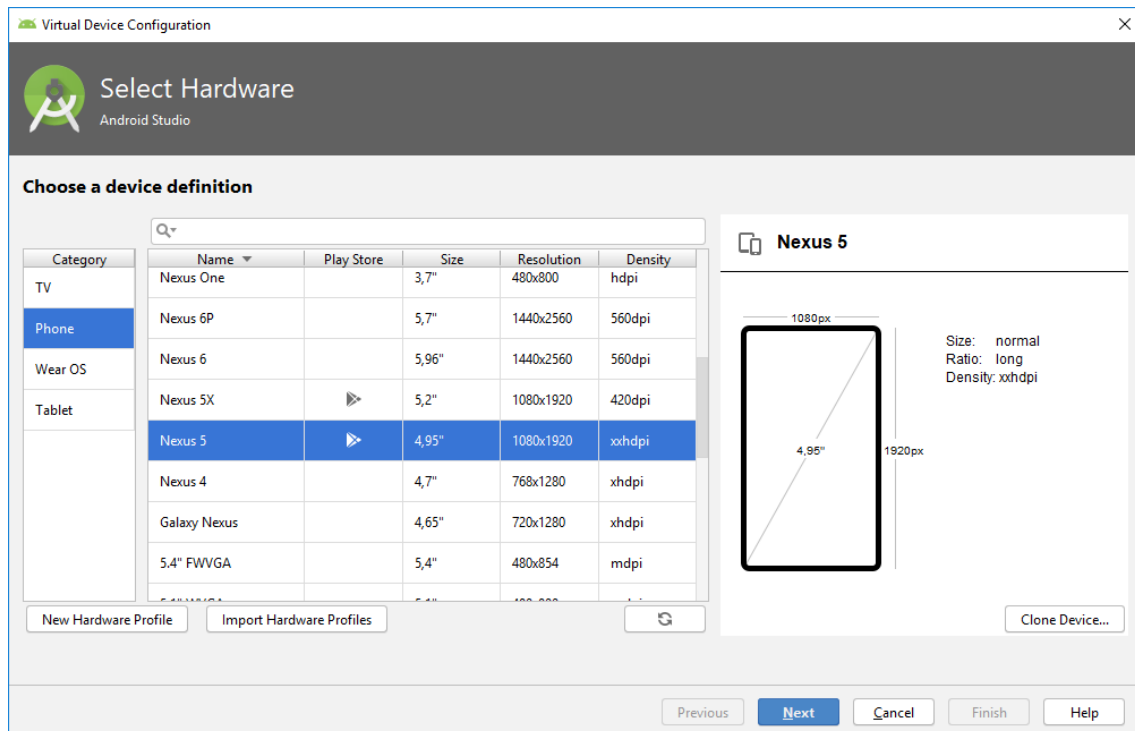 Virtual Device Configuration
Select Hardware
Android Studio
Choose a device definition
Category
TV
Phone
Wear OS
Tablet
Name Play Store Size Resolution Density
Nexus One 3,7" 480x800 hdpi
Nexus 6P 5,7" 1440x2560 560dpi
Nexus 6 5,96" 1440x2560 560dpi
Nexus 5X 5,2" 1080x1920 420dpi
Nexus 5 4,95" 1080x1920 xxhdpi
Nexus 4 4,7" 768x1280 xhdpi
Galaxy Nexus 4,65" 720x1280 xhdpi
5.4" FWVGA 5,4" 480x854 mdpi
New Hardware Profile Import Hardware Profiles
Nexus 5
1080px
4,95"
1920px
Size: normal
Ratio: long
Density: xxhdpi
Clone Device...
Previous Next Cancel Finish Help